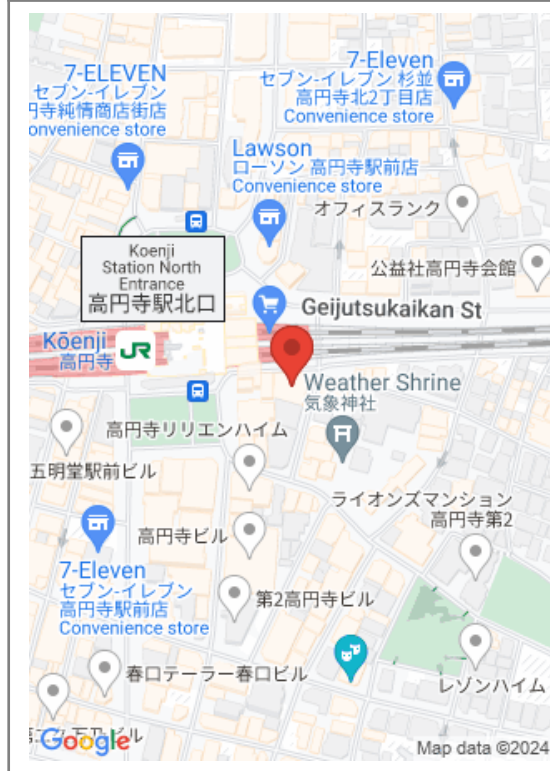 7-ELEVEN
セブン-イレブン
円寺純情商店街店
onvenience store
7-Eleven
セブン-イレブン 杉並
高円寺北2丁目店
Convenience store
Lawson
ローソン 高円寺駅前店
Convenience store
オフィスランク
公益社高円寺会館
Koenji
Station North
Entrance
高円寺駅北口
Geijutsukaikan St
Kōenji
高円寺
JR
Weather Shrine
気象神社
高円寺リリエンハイム
五明堂駅前ビル
ライオンズマンション
高円寺第2
高円寺ビル
7-Eleven
セブン-イレブン
高円寺駅前店
Convenience store
第2高円寺ビル
春口テーラー春口ビル
レゾンハイム
ビル
Google
Map data ©2024